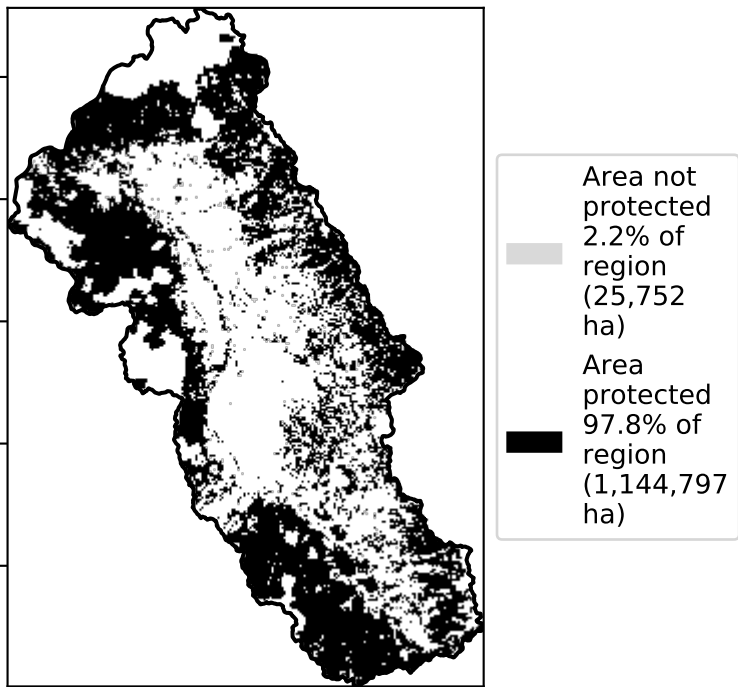 Area not
protected
2.2% of
region
(25,752
ha)
Area
protected
97.8% of
region
(1,144,797
ha)